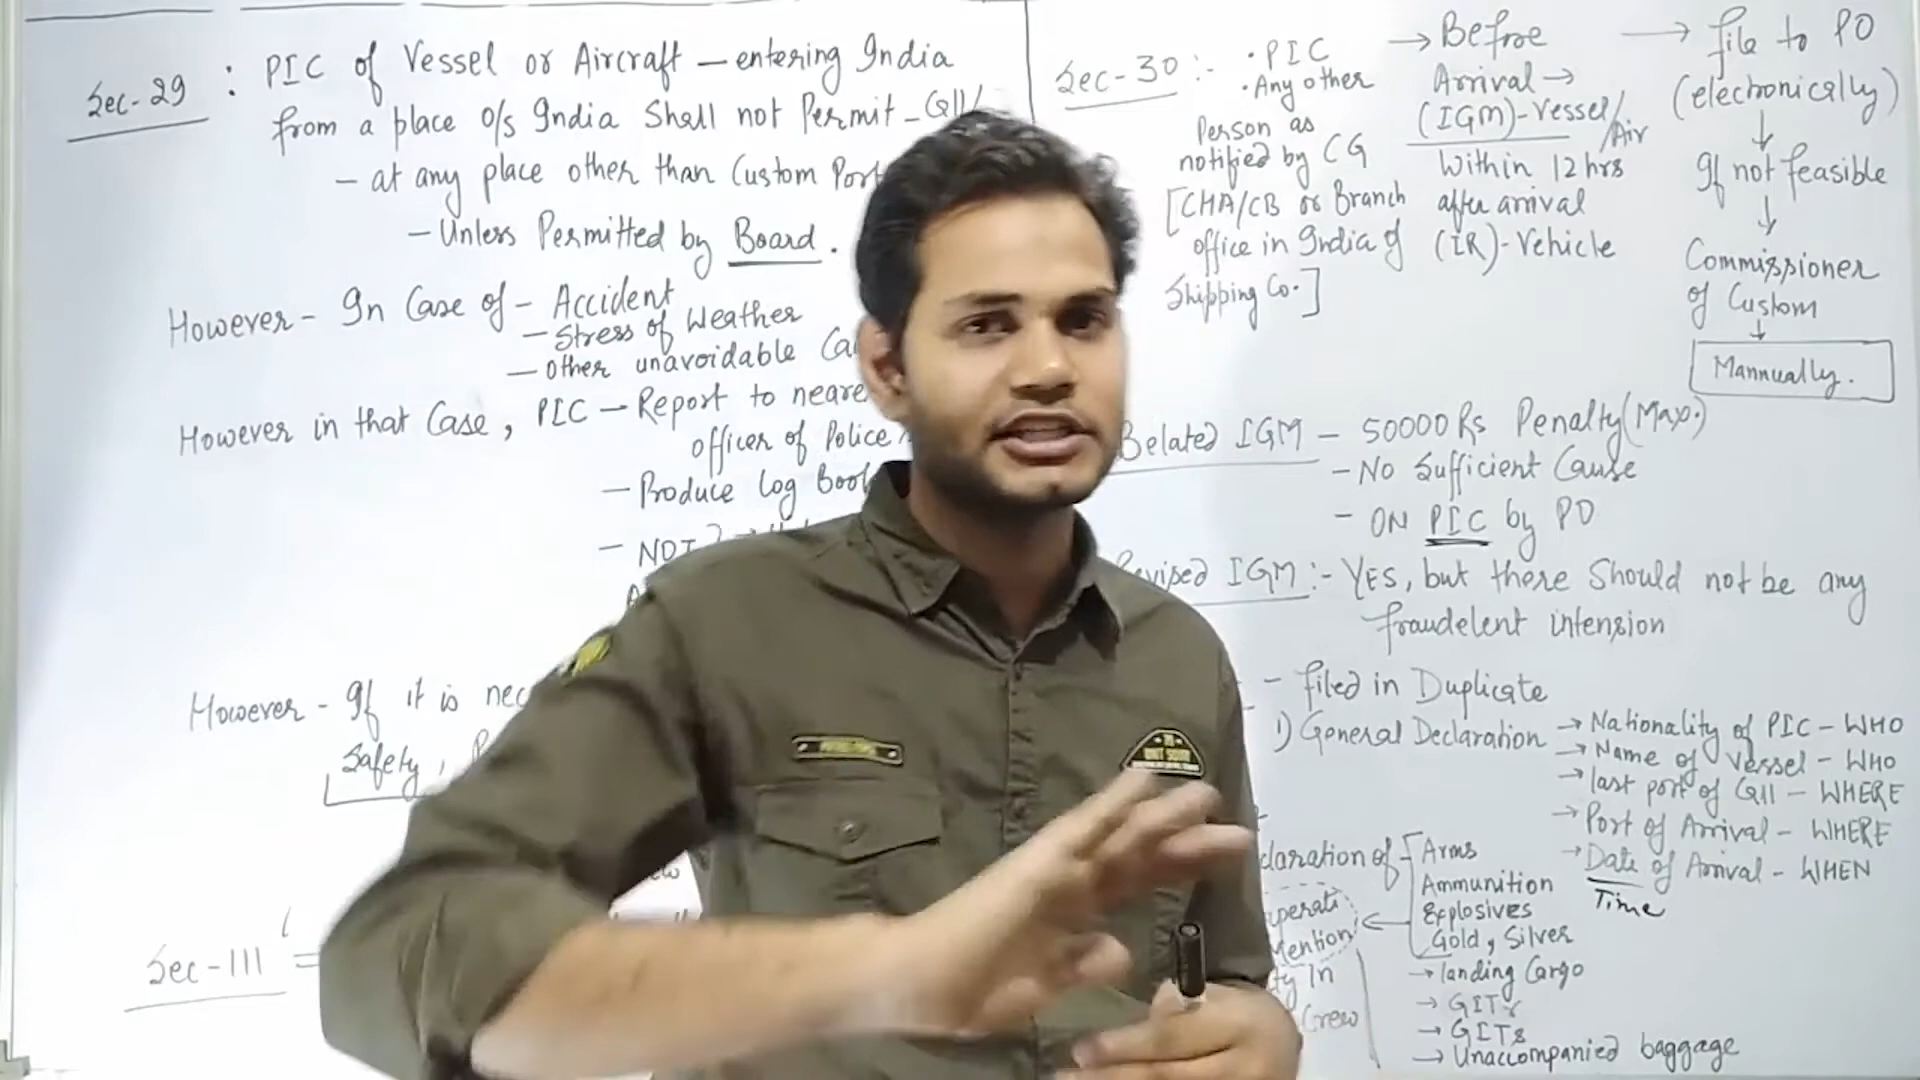 Sec-29 : PIC of Vessel or Aircraft — entering India
from a place o/s India Shall not Permit - Call/
- at any place other than Custom Port
- Unless Permitted by Board.
However - In Case of - Accident
- Stress of Weather
- Other unavoidable
However in that Case, PIC - Report to
officer of Police
- Produce Log
- NOT
However - If it is
Safety,
Sec-111 =
Sec-30 :-
· PIC
· Any other
Person as
notified by CG
[CHA/CB or Branch
office in India of
Shipping Co.]
→ Before
Arrival →
(IGM)-Vessel/
Air
Within 12 hrs
after arrival
(IR)-Vehicle
→ file to PO
(electronically)
↓
If not feasible
↓
Commissioner
of Custom
↓
Mannually.
Belated IGM - 50000 Rs Penalty (Max.)
- No Sufficient Cause
- ON PIC by PO
Revised IGM :- YES, but there Should not be any
fraudelent intension
- filed in Duplicate
1) General Declaration → Nationality of PIC - WHO
→ Name of Vessel - WHO
→ last port of Call - WHERE
→ Port of Arrival - WHERE
→ Date of Arrival - WHEN
Time
Arms
Ammunition
Explosives
Gold, Silver
Mention
In
Crew
→ landing Cargo
→ Unaccompanied baggage